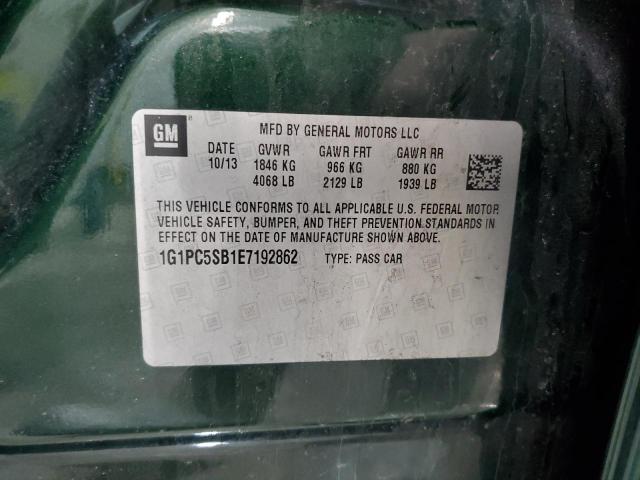 GM
MFD BY GENERAL MOTORS LLC
DATE GVWR GAWR FRT GAWR RR
10/13 1846 KG 966 KG 880 KG
4068 LB 2129 LB 1939 LB
THIS VEHICLE CONFORMS TO ALL APPLICABLE U.S. FEDERAL MOTOR
VEHICLE SAFETY, BUMPER, AND THEFT PREVENTION STANDARDS IN
EFFECT ON THE DATE OF MANUFACTURE SHOWN ABOVE.
1G1PC5SB1E7192862 TYPE: PASS CAR